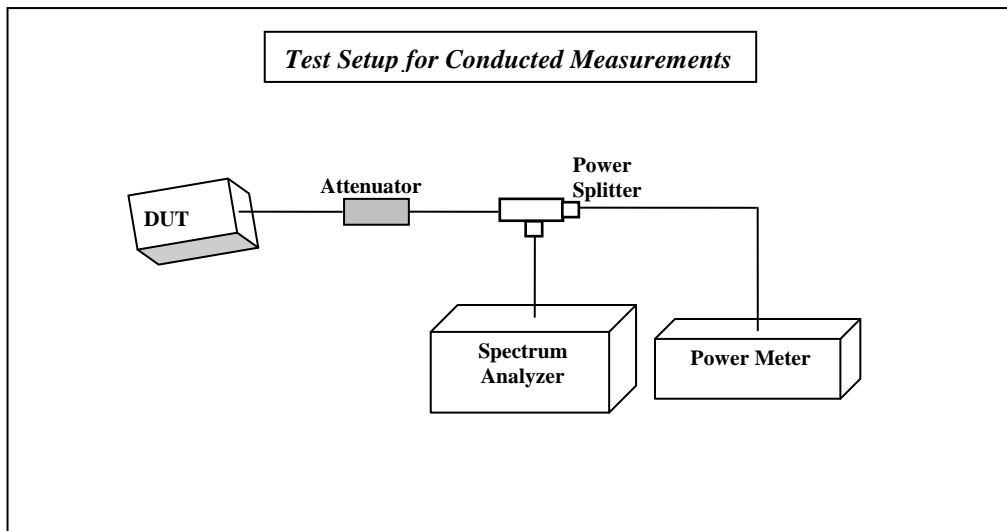 Test Setup for Conducted Measurements
Power
Splitter
Attenuator
DUT
Spectrum
Analyzer
Power Meter